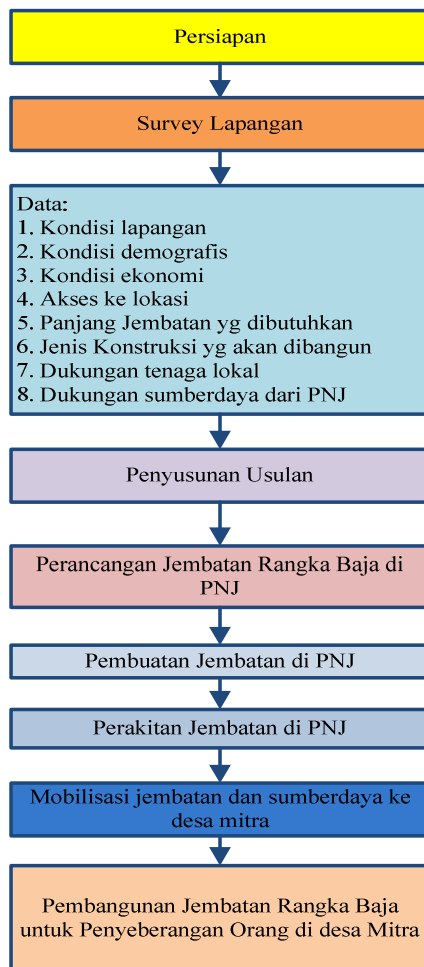 Persiapan
Survey Lapangan
Data:
1. Kondisi lapangan
2. Kondisi demografis
3. Kondisi ekonomi
4. Akses ke lokasi
5. Panjang Jembatan yg dibutuhkan
6. Jenis Konstruksi yg akan dibangun
7. Dukungan tenaga lokal
8. Dukungan sumberdaya dari PNJ
Penyusunan Usulan
Perancangan Jembatan Rangka Baja di
PNJ
Pembuatan Jembatan di PNJ
Perakitan Jembatan di PNJ
Mobilisasi jembatan dan sumberdaya ke
desa mitra
Pembangunan Jembatan Rangka Baja
untuk Penyeberangan Orang di desa Mitra